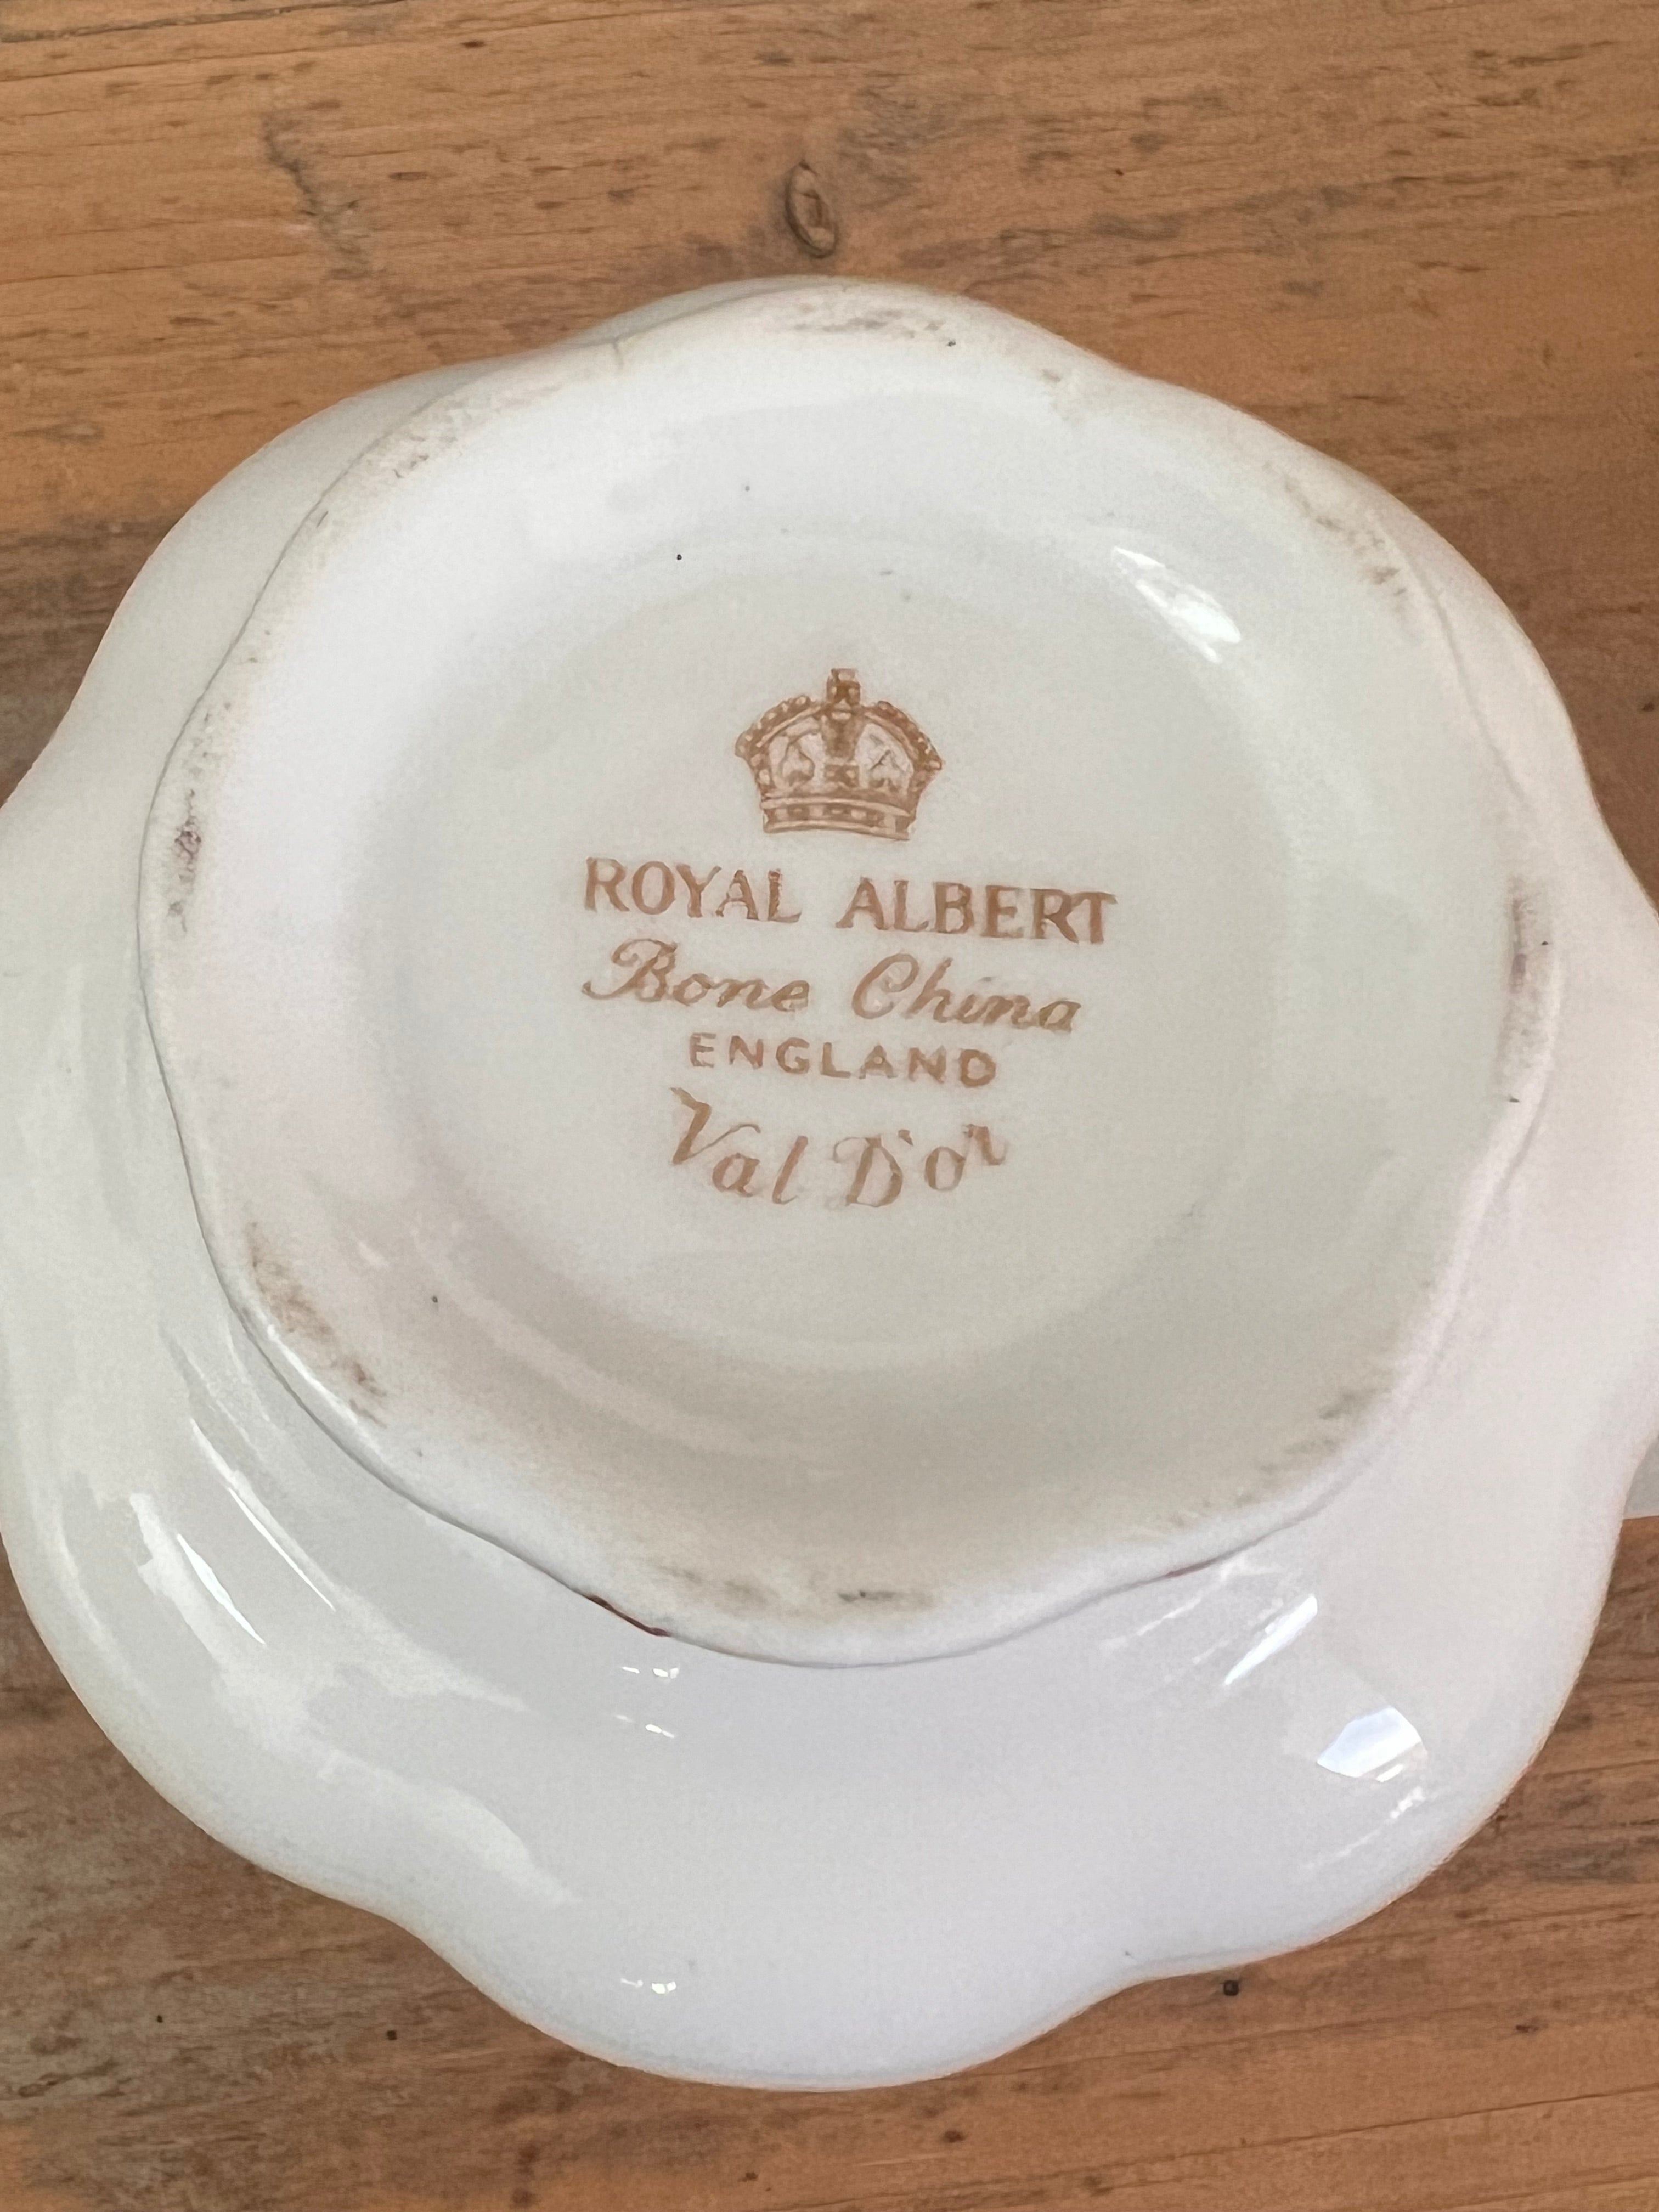 ROYAL ALBERT
Bone China
ENGLAND
Val D'or